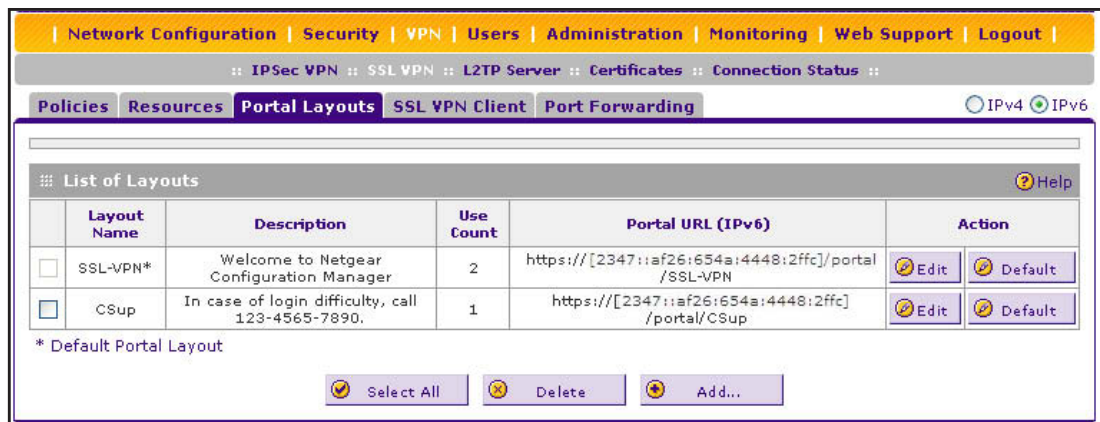 | Network Configuration | Security | VPN | Users | Administration | Monitoring | Web Support | Logout |
:: IPSec VPN :: SSL VPN :: L2TP Server :: Certificates :: Connection Status ::
Policies Resources Portal Layouts SSL VPN Client Port Forwarding IPv4 IPv6
List of Layouts ? Help
Layout Name Description Use Count Portal URL (IPv6) Action
SSL-VPN* Welcome to Netgear Configuration Manager 2 https://[2347::af26:654a:4448:2ffc]/portal/SSL-VPN Edit Default
CSup In case of login difficulty, call 123-4565-7890. 1 https://[2347::af26:654a:4448:2ffc]/portal/CSup Edit Default
* Default Portal Layout
Select All Delete Add...